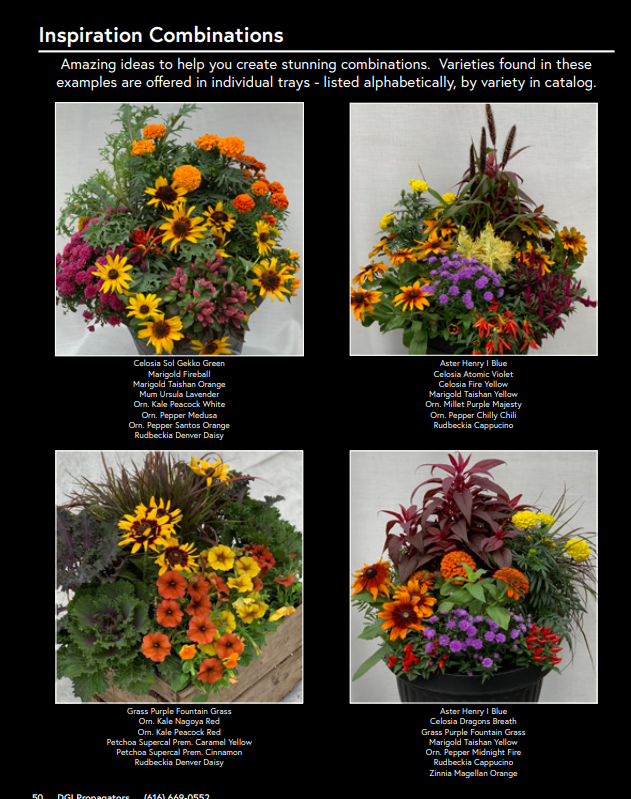 Inspiration Combinations
Amazing ideas to help you create stunning combinations. Varieties found in these
examples are offered in individual trays - listed alphabetically, by variety in catalog.
Celosia Sol Gekko Green
Marigold Fireball
Marigold Taishan Orange
Mum Ursula Lavender
Orn. Kale Peacock White
Orn. Pepper Medusa
Orn. Pepper Santos Orange
Rudbeckia Denver Daisy
Aster Henry I Blue
Celosia Atomic Violet
Celosia Fire Yellow
Marigold Taishan Yellow
Orn. Millet Purple Majesty
Orn. Pepper Chilly Chili
Rudbeckia Cappucino
Grass Purple Fountain Grass
Orn. Kale Nagoya Red
Orn. Kale Peacock Red
Petchoa Supercal Prem. Caramel Yellow
Petchoa Supercal Prem. Cinnamon
Rudbeckia Denver Daisy
Aster Henry I Blue
Celosia Dragons Breath
Grass Purple Fountain Grass
Marigold Taishan Yellow
Orn. Pepper Midnight Fire
Rudbeckia Cappucino
Zinnia Magellan Orange
50 DGI Propagators (616) 669-0552